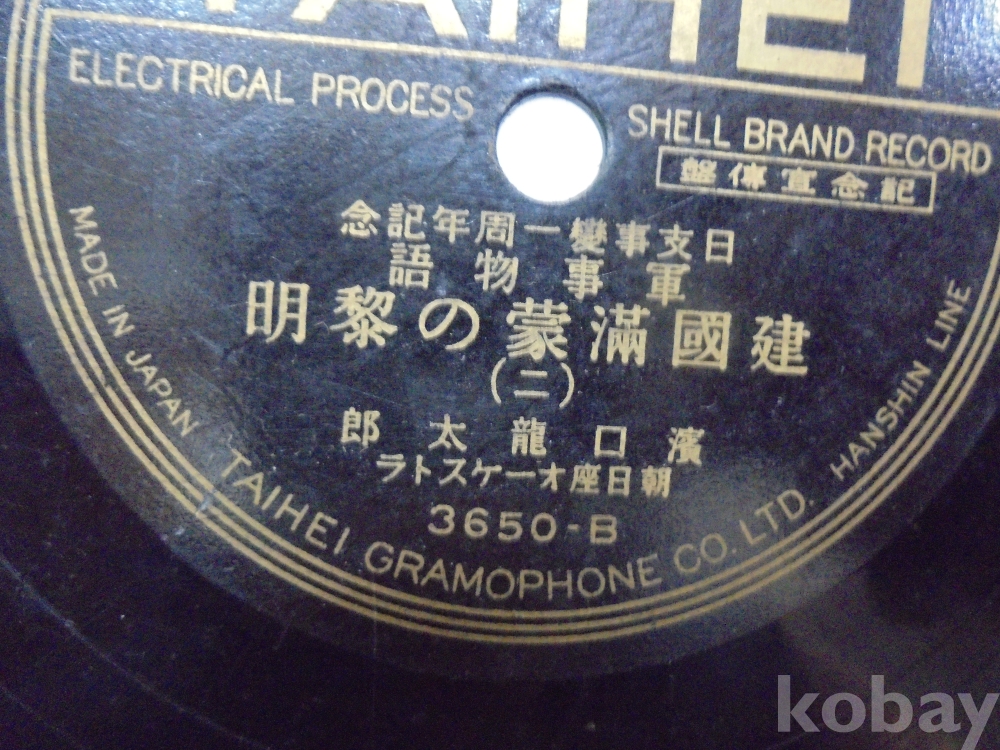 TAIHEI
ELECTRICAL PROCESS
SHELL BRAND RECORD
記念宣傳盤
日支事變一周年記念
軍事物語
建國滿蒙の黎明
(二)
濱口龍太郎
朝日座オーケストラ
3650-B
MADE IN JAPAN TAIHEI GRAMOPHONE CO. LTD. HANSHIN LINE
kobay